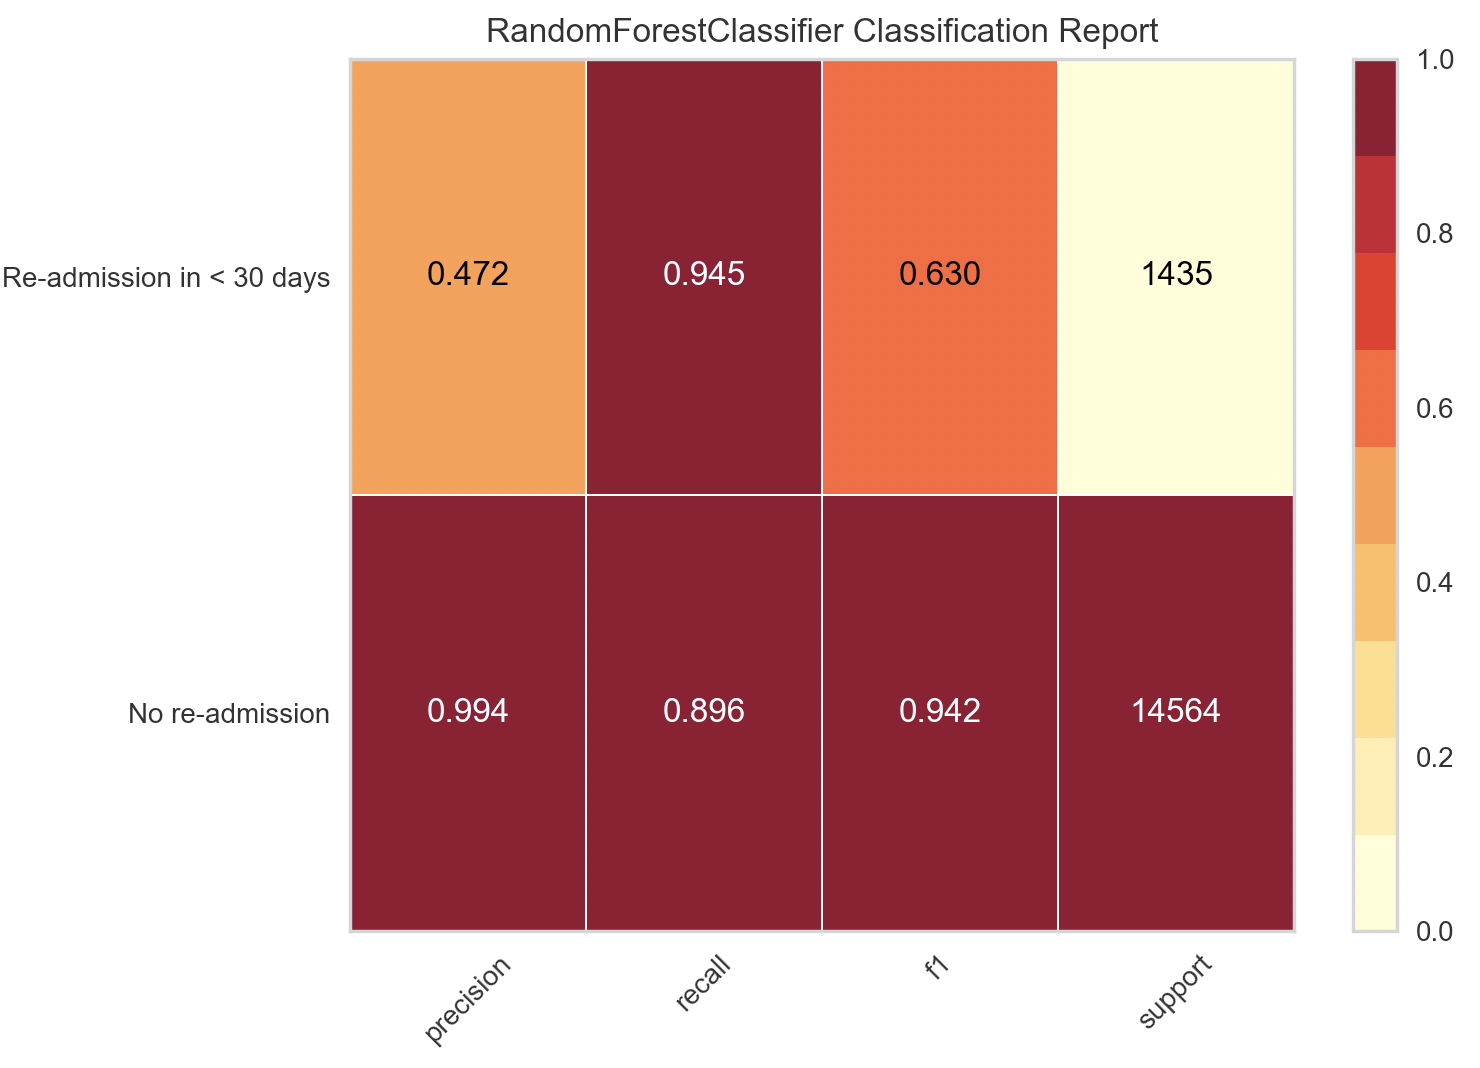 RandomForestClassifier Classification Report
Re-admission in < 30 days
0.472
0.945
0.630
1435
No re-admission
0.994
0.896
0.942
14564
precision
recall
f1
support
1.0
0.8
0.6
0.4
0.2
0.0